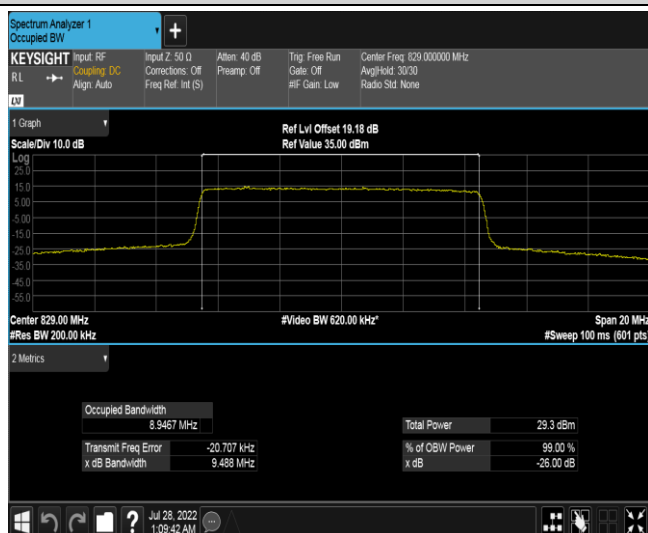 Spectrum Analyzer 1
Occupied BW
+
KEYSIGHT
RL
LXI
Input: RF
Coupling: DC
Align: Auto
Input Z: 50 Ω
Corrections: Off
Freq Ref: Int (S)
Atten: 40 dB
Preamp: Off
Trig: Free Run
Gate: Off
#IF Gain: Low
Center Freq: 829.000000 MHz
Avg|Hold: 30/30
Radio Std: None
1 Graph
Scale/Div 10.0 dB
Ref Lvl Offset 19.18 dB
Ref Value 35.00 dBm
Log
25.0
15.0
5.00
-5.00
-15.0
-25.0
-35.0
-45.0
-55.0
Center 829.00 MHz
#Res BW 200.00 kHz
#Video BW 620.00 kHz*
Span 20 MHz
#Sweep 100 ms (601 pts)
2 Metrics
Occupied Bandwidth
8.9467 MHz
Transmit Freq Error -20.707 kHz
x dB Bandwidth 9.488 MHz
Total Power 29.3 dBm
% of OBW Power 99.00 %
x dB -26.00 dB
?
Jul 28, 2022
1:09:42 AM